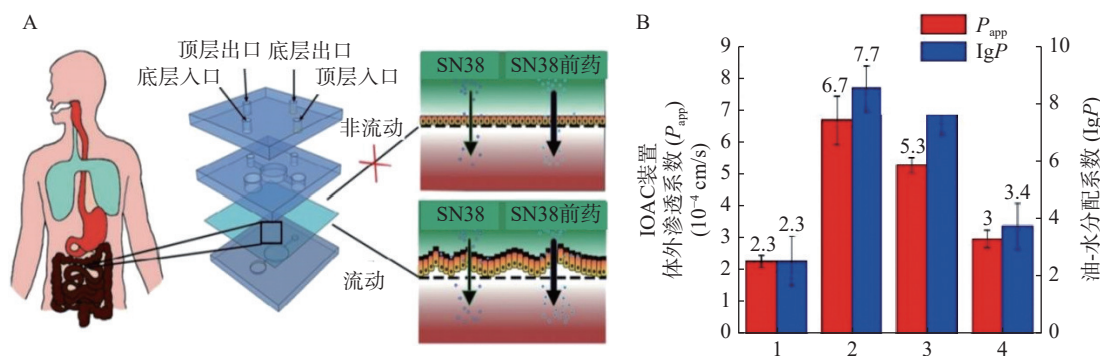 A
顶层出口
底层出口
底层入口
顶层入口
非流动
流动
SN38
SN38前药
SN38
SN38前药
B
IOAC装置
体外渗透系数 (Papp)
(10⁻⁴ cm/s)
9
8
7
6
5
4
3
2
1
0
Papp
IgP
2.3
2.3
6.7
7.7
5.3
3
3.4
1
2
3
4
10
8
6
4
2
0
油-水分配系数 (IgP)